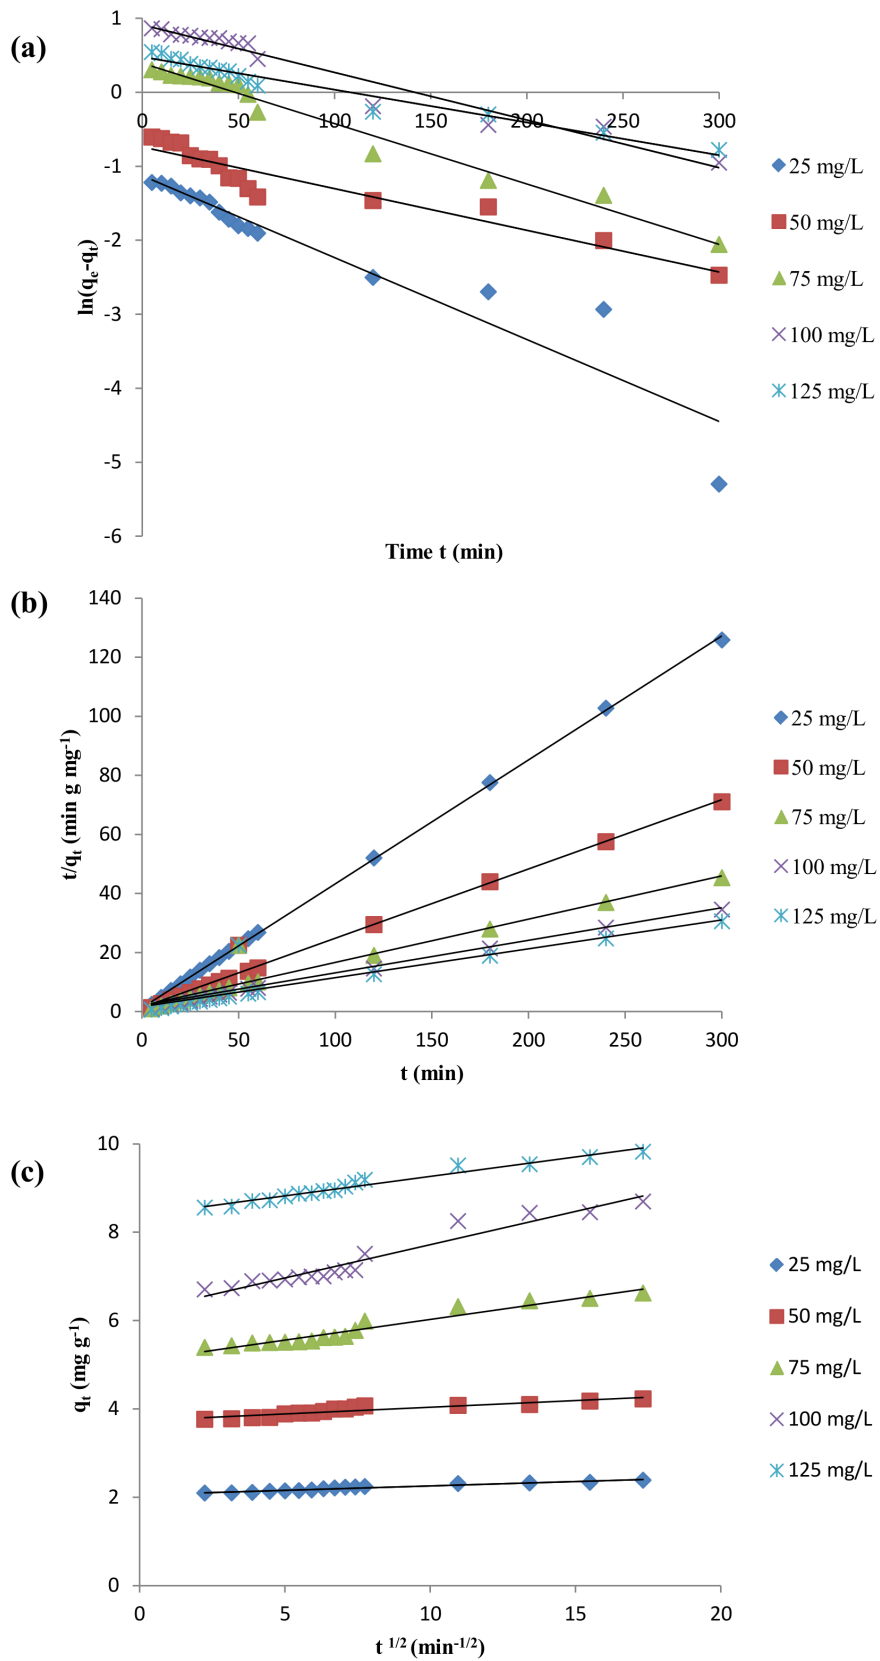 (a)
1
0
-1
-2
-3
-4
-5
-6
0 50 100 150 200 250 300
ln(qe-qt)
Time t (min)
25 mg/L
50 mg/L
75 mg/L
100 mg/L
125 mg/L
(b)
140
120
100
80
60
40
20
0
0 50 100 150 200 250 300
t/qt (min g mg-1)
t (min)
25 mg/L
50 mg/L
75 mg/L
100 mg/L
125 mg/L
(c)
10
8
6
4
2
0
0 5 10 15 20
qt (mg g-1)
t 1/2 (min-1/2)
25 mg/L
50 mg/L
75 mg/L
100 mg/L
125 mg/L